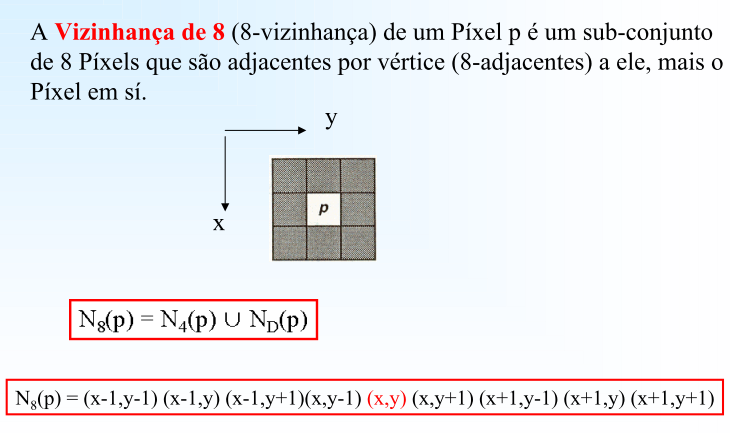 A Vizinhança de 8 (8-vizinhança) de um Píxel p é um sub-conjunto
de 8 Píxels que são adjacentes por vértice (8-adjacentes) a ele, mais o
Píxel em sí.
y
p
x
N₈(p) = N₄(p) ∪ N_D(p)
N₈(p) = (x-1,y-1) (x-1,y) (x-1,y+1)(x,y-1) (x,y) (x,y+1) (x+1,y-1) (x+1,y) (x+1,y+1)